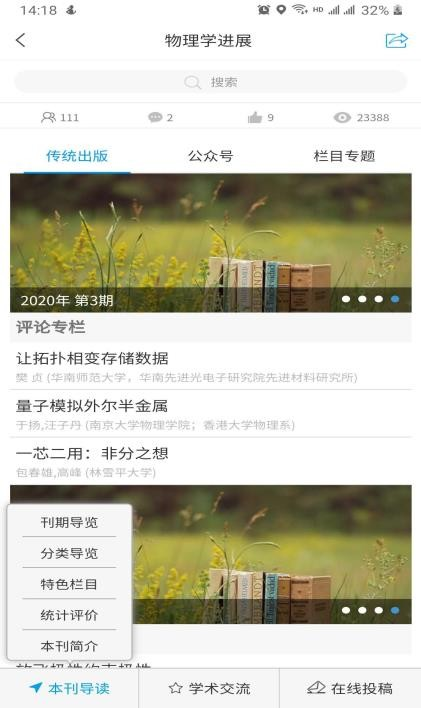 14:18
HD
32%
物理学进展
搜索
111
2
9
23388
传统出版
公众号
栏目专题
2020年 第3期
评论专栏
让拓扑相变存储数据
樊 贞 (华南师范大学，华南先进光电子研究院先进材料研究所)
量子模拟外尔半金属
于扬,汪子丹 (南京大学物理学院；香港大学物理系)
一芯二用：非分之想
包春雄,高峰 (林雪平大学)
刊期导览
分类导览
特色栏目
统计评价
本刊简介
本刊导读
学术交流
在线投稿